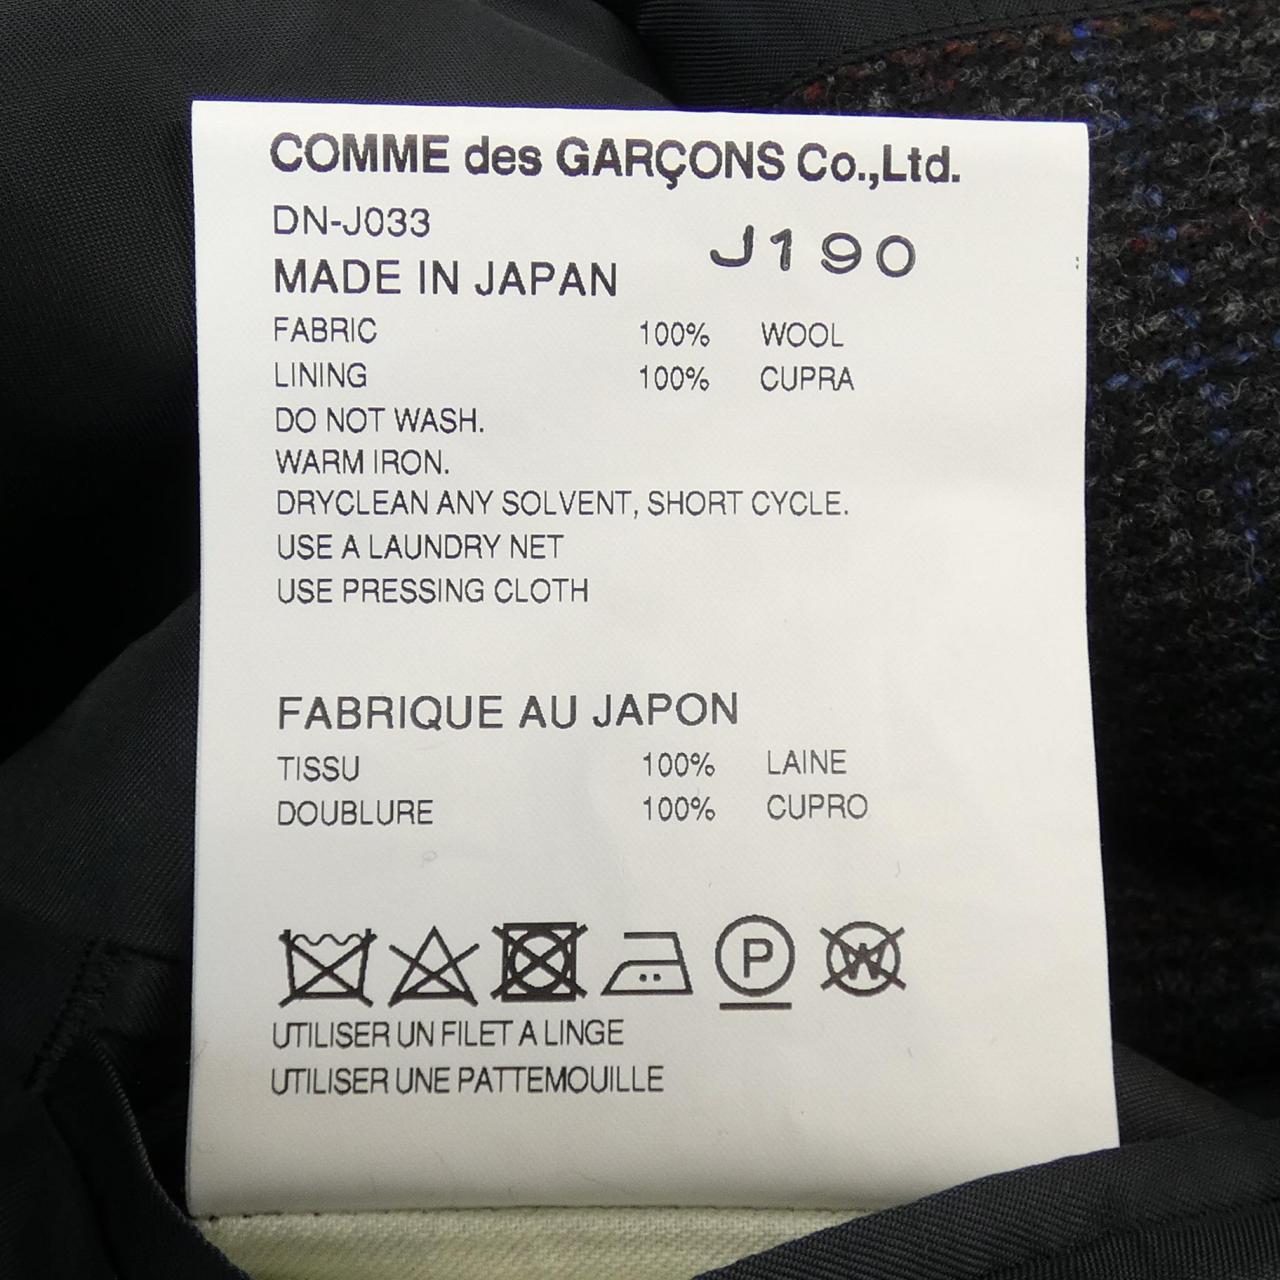 COMME des GARÇONS Co.,Ltd.
DN-J033
J190
MADE IN JAPAN
FABRIC 100% WOOL
LINING 100% CUPRA
DO NOT WASH.
WARM IRON.
DRYCLEAN ANY SOLVENT, SHORT CYCLE.
USE A LAUNDRY NET
USE PRESSING CLOTH
FABRIQUE AU JAPON
TISSU 100% LAINE
DOUBLURE 100% CUPRO
P W
UTILISER UN FILET A LINGE
UTILISER UNE PATTEMOUILLE